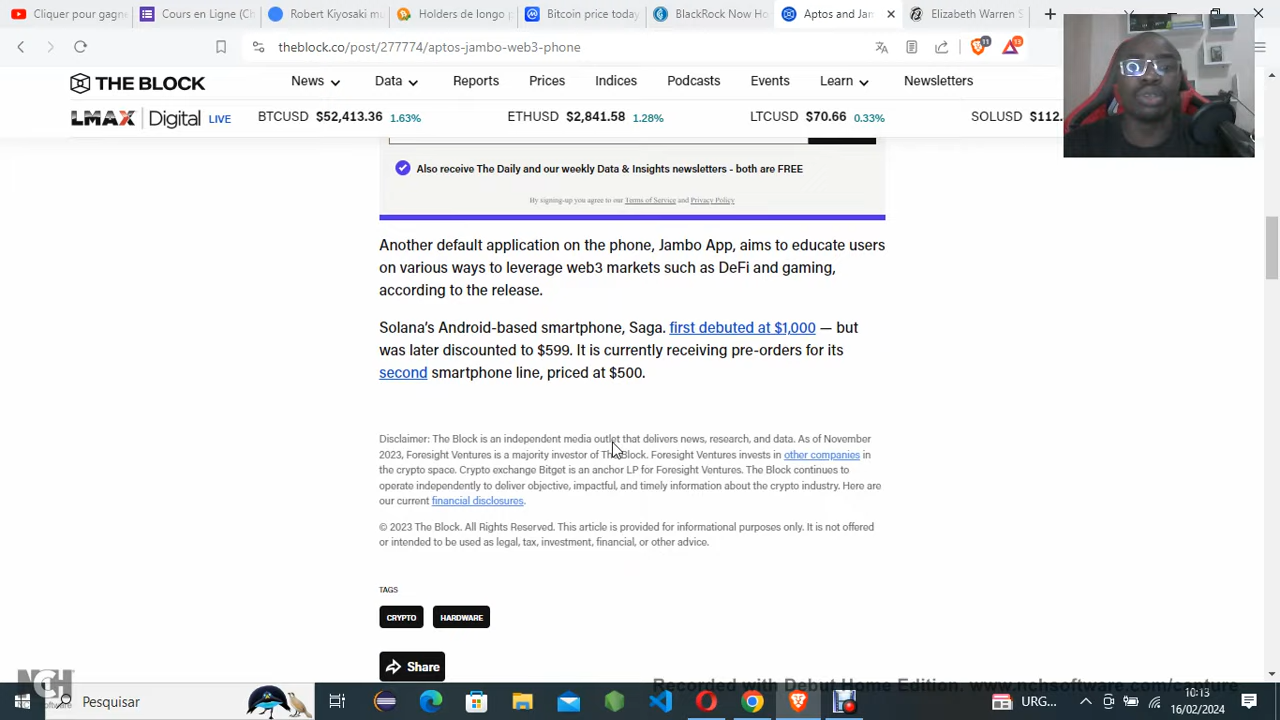 Cliquer pou mag
Cours en Ligne (Ch
Robert Kiyosaki ma
Holders de longo p
Bitcoin price today
BlackRock Now Ho
Aptos and Jam
Elizabeth Warren S
theblock.co/post/277774/aptos-jambo-web3-phone
11
13
THE BLOCK
News
Data
Reports
Prices
Indices
Podcasts
Events
Learn
Newsletters
LMAX Digital LIVE
BTCUSD $52,413.36 1.63%
ETHUSD $2,841.58 1.28%
LTCUSD $70.66 0.33%
SOLUSD $112.
Also receive The Daily and our weekly Data & Insights newsletters - both are FREE
By signing-up you agree to our Terms of Service and Privacy Policy
Another default application on the phone, Jambo App, aims to educate users
on various ways to leverage web3 markets such as DeFi and gaming,
according to the release.
Solana's Android-based smartphone, Saga. first debuted at $1,000 — but
was later discounted to $599. It is currently receiving pre-orders for its
second smartphone line, priced at $500.
Disclaimer: The Block is an independent media outlet that delivers news, research, and data. As of November
2023, Foresight Ventures is a majority investor of The Block. Foresight Ventures invests in other companies in
the crypto space. Crypto exchange Bitget is an anchor LP for Foresight Ventures. The Block continues to
operate independently to deliver objective, impactful, and timely information about the crypto industry. Here are
our current financial disclosures.
© 2023 The Block. All Rights Reserved. This article is provided for informational purposes only. It is not offered
or intended to be used as legal, tax, investment, financial, or other advice.
TAGS
CRYPTO
HARDWARE
Share
NCH
Recorded with Debut Home Edition. www.nchsoftware.com/capture
Pesquisar
URG...
10:13
16/02/2024